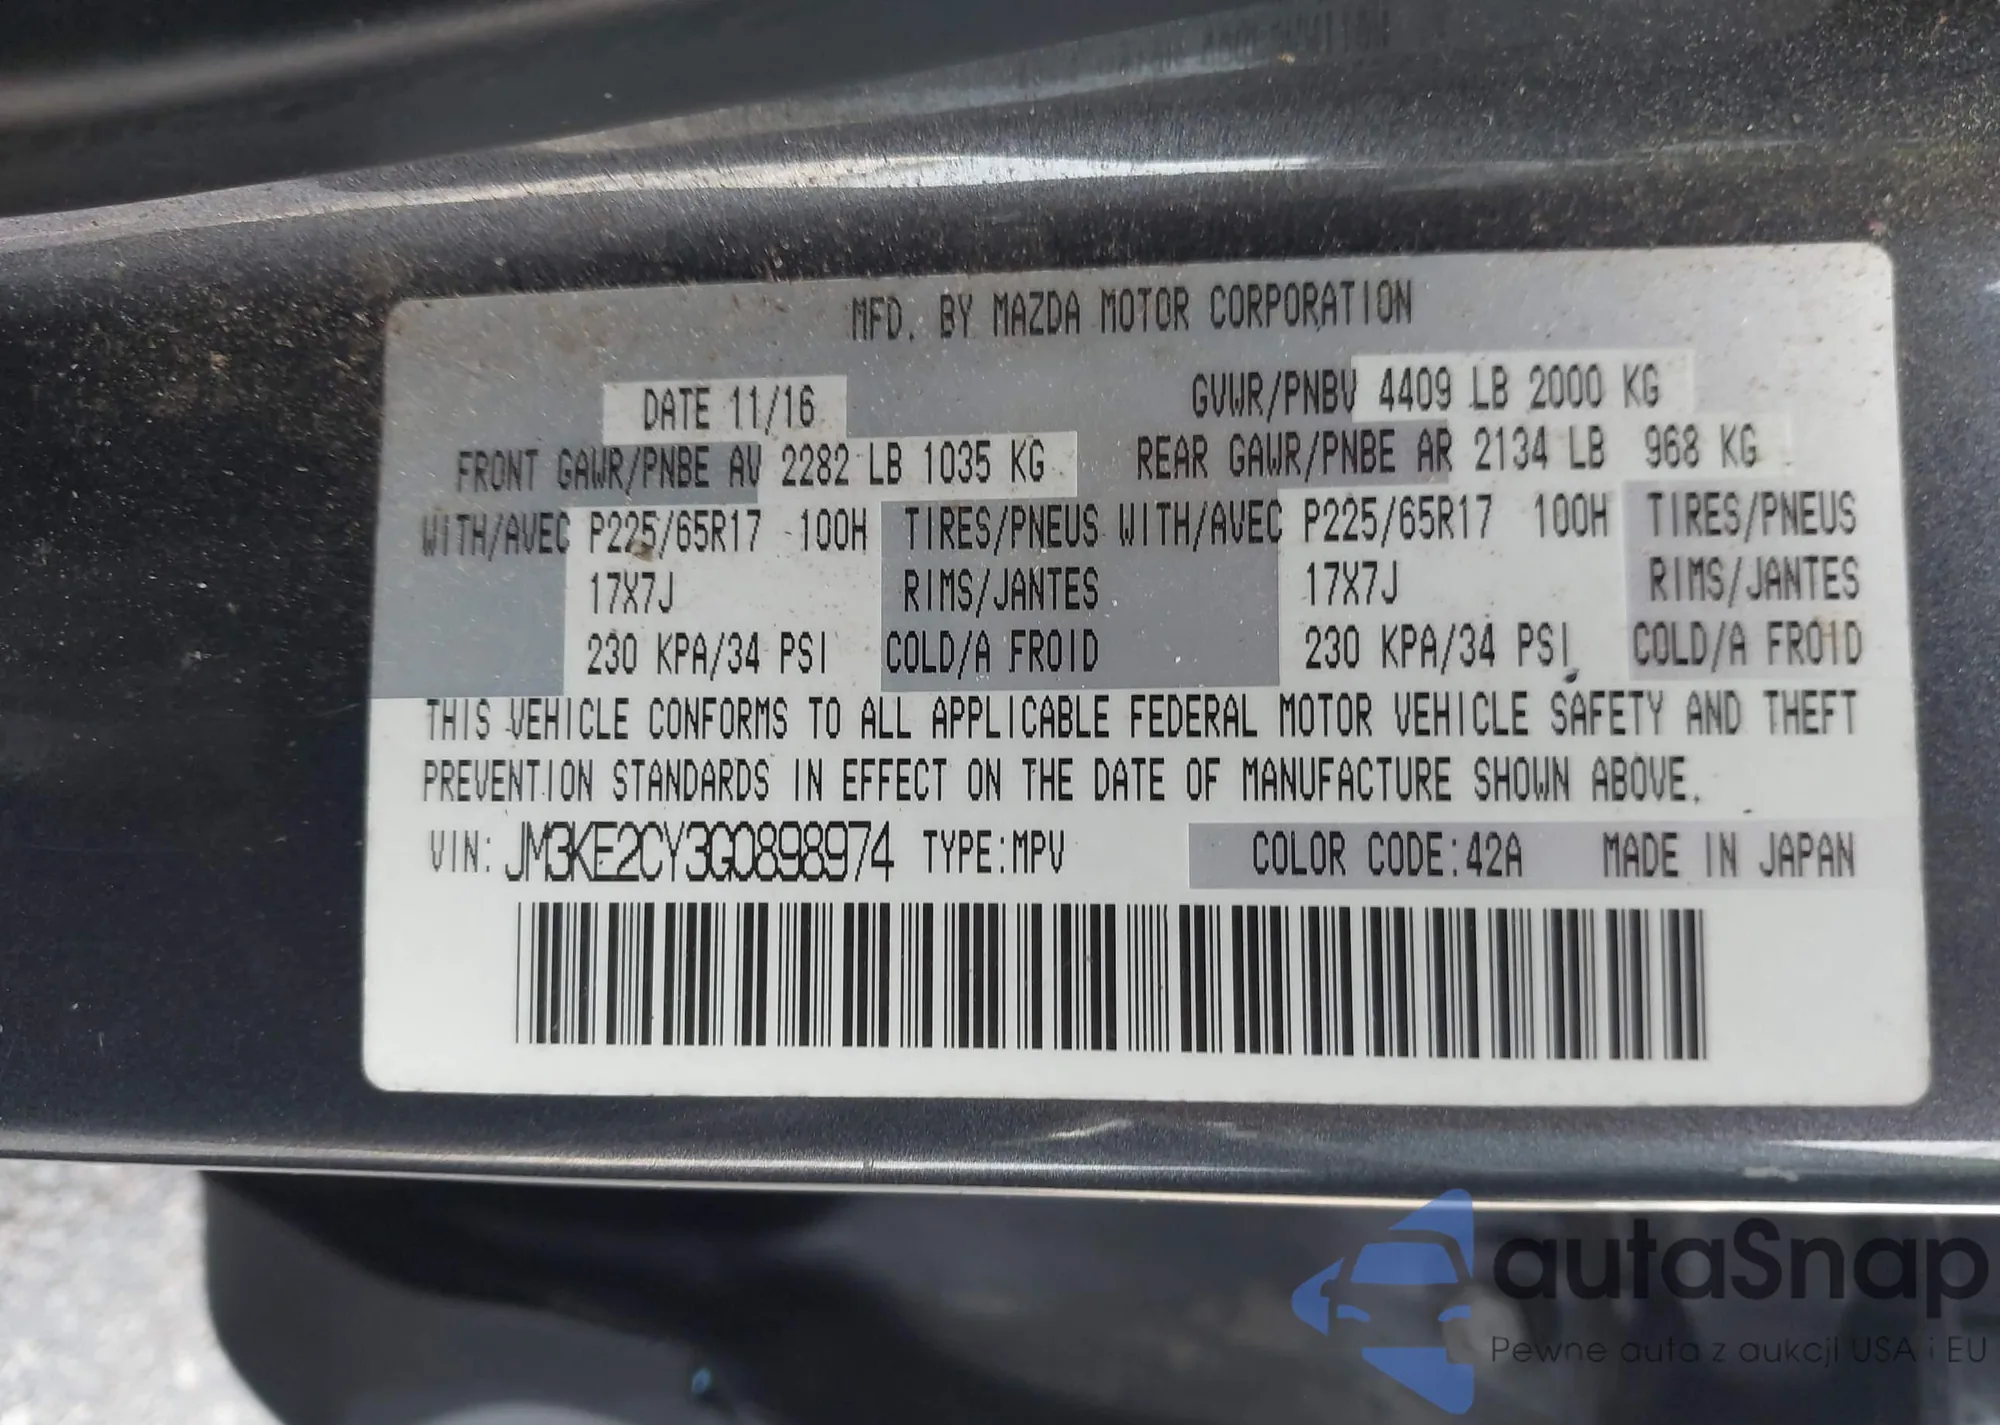 MFD. BY MAZDA MOTOR CORPORATION
DATE 11/16 GVWR/PNBV 4409 LB 2000 KG
FRONT GAWR/PNBE AV 2282 LB 1035 KG REAR GAWR/PNBE AR 2134 LB 968 KG
WITH/AVEC P225/65R17 100H TIRES/PNEUS WITH/AVEC P225/65R17 100H TIRES/PNEUS
17X7J RIMS/JANTES 17X7J RIMS/JANTES
230 KPA/34 PSI COLD/A FROID 230 KPA/34 PSI COLD/A FROID
THIS VEHICLE CONFORMS TO ALL APPLICABLE FEDERAL MOTOR VEHICLE SAFETY AND THEFT
PREVENTION STANDARDS IN EFFECT ON THE DATE OF MANUFACTURE SHOWN ABOVE.
VIN: JM3KE2CY3G0898974 TYPE:MPV COLOR CODE:42A MADE IN JAPAN
autaSnap
Pewne auta z aukcji USA i EU